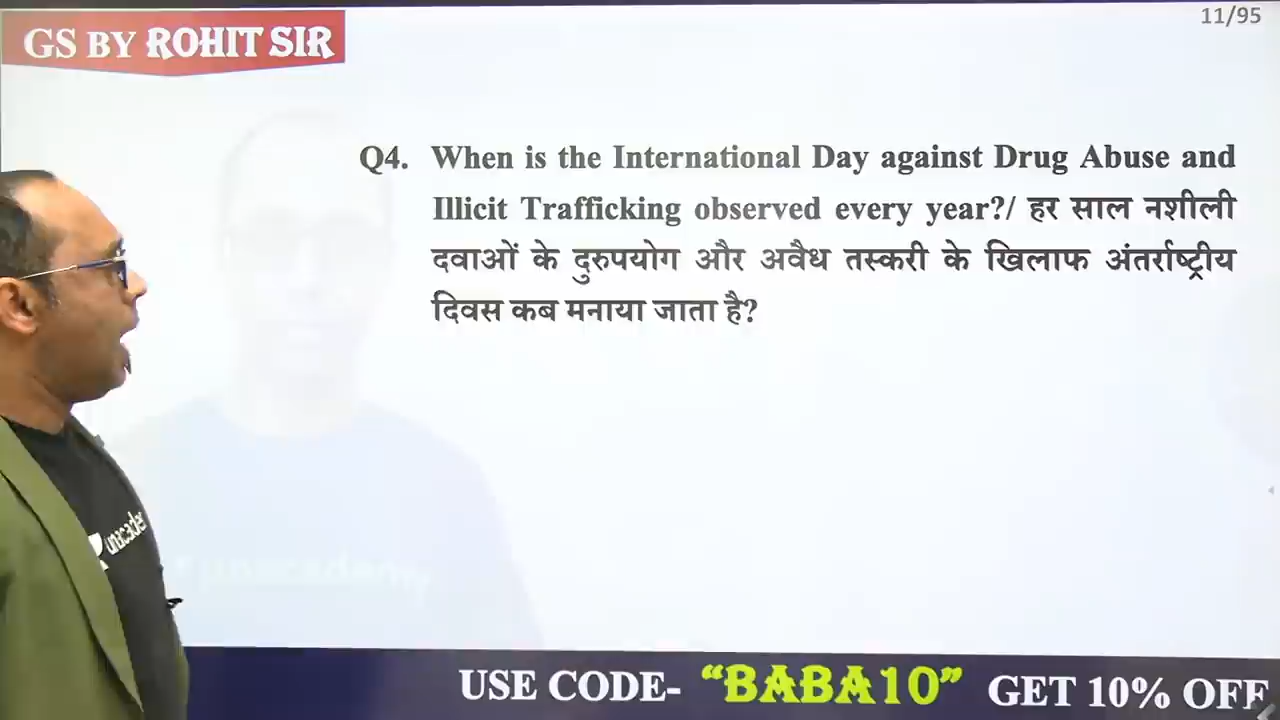 11/95
GS BY ROHIT SIR
Q4. When is the International Day against Drug Abuse and
Illicit Trafficking observed every year?/ हर साल नशीली
दवाओं के दुरुपयोग और अवैध तस्करी के खिलाफ अंतर्राष्ट्रीय
दिवस कब मनाया जाता है?
unacademy
USE CODE- “BABA10” GET 10% OFF